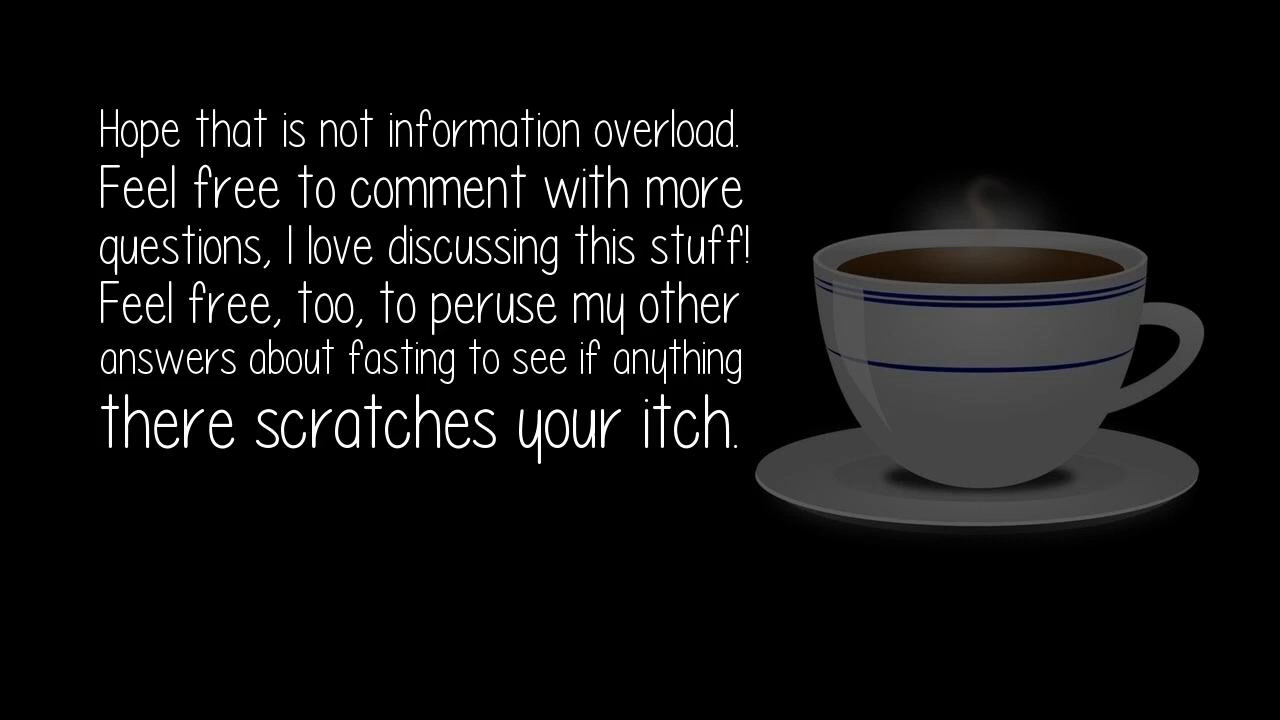 Hope that is not information overload.
Feel free to comment with more
questions, I love discussing this stuff!
Feel free, too, to peruse my other
answers about fasting to see if anything
there scratches your itch.